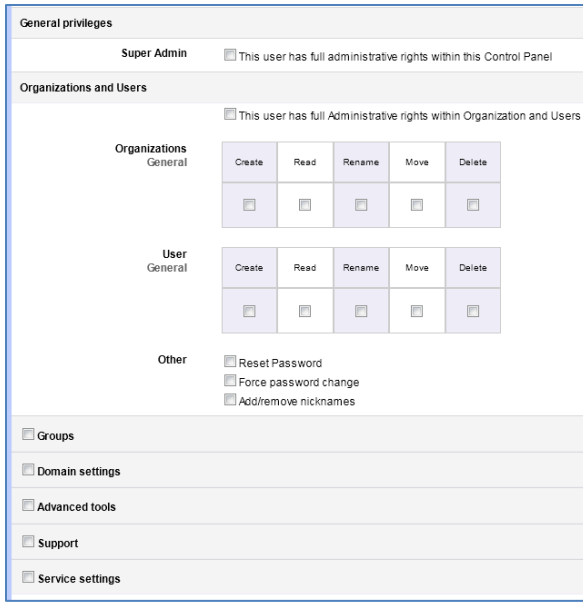 General privileges
Super Admin This user has full administrative rights within this Control Panel
Organizations and Users
This user has full Administrative rights within Organization and Users
Organizations
General
Create Read Rename Move Delete
User
General
Create Read Rename Move Delete
Other Reset Password
Force password change
Add/remove nicknames
Groups
Domain settings
Advanced tools
Support
Service settings